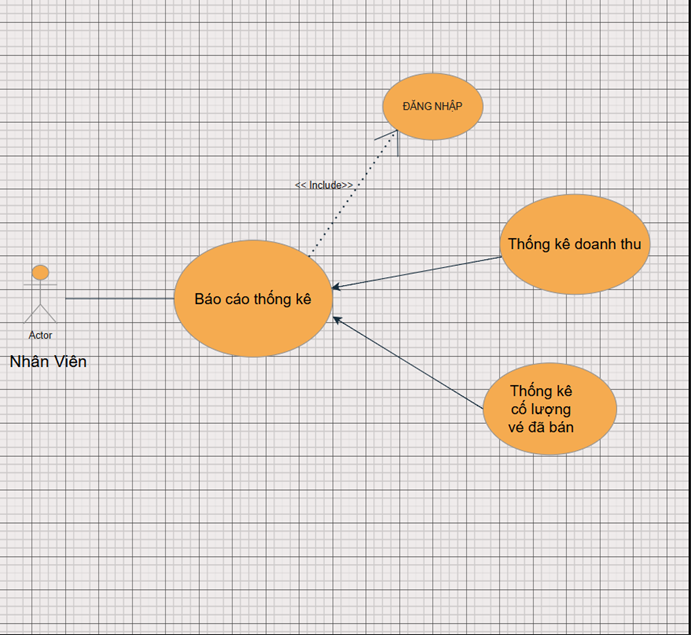 ĐĂNG NHẬP
<< Include>>
Thống kê doanh thu
Báo cáo thống kê
Actor
Nhân Viên
Thống kê
cố lượng
vé đã bán